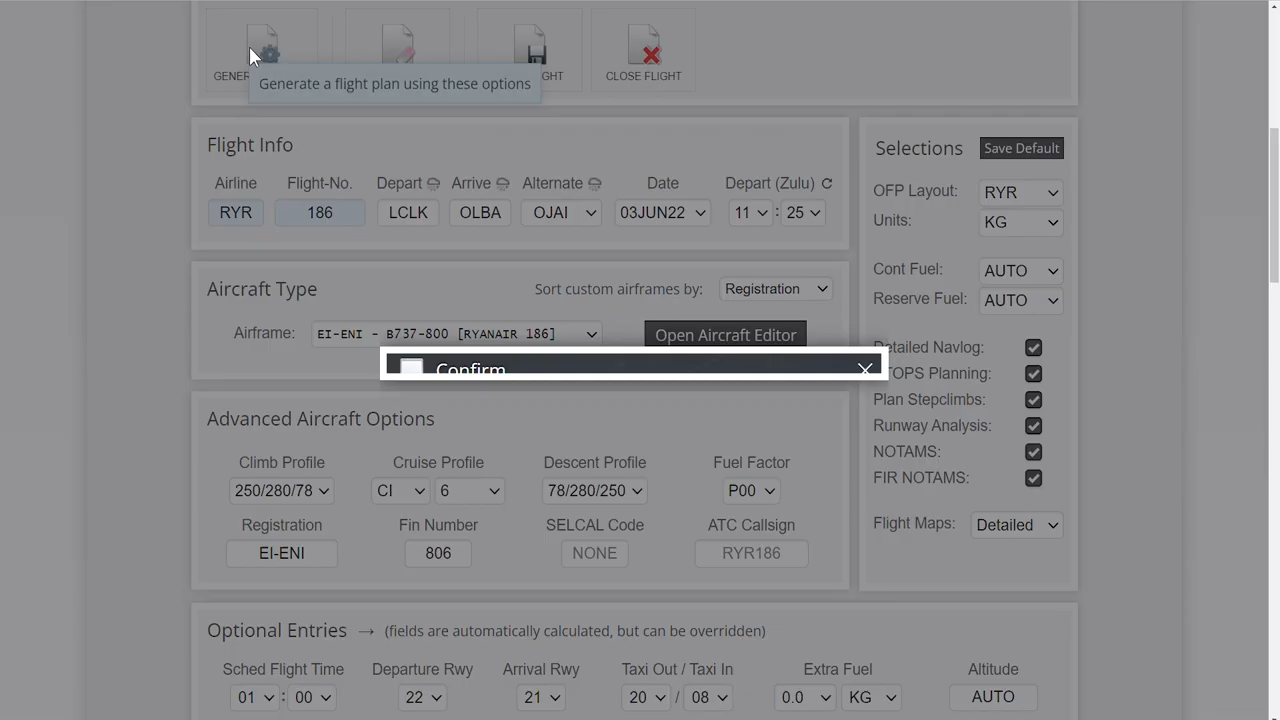 GENER GHT CLOSE FLIGHT
Generate a flight plan using these options
Flight Info
Airline Flight-No. Depart Arrive Alternate Date Depart (Zulu)
RYR 186 LCLK OLBA OJAI 03JUN22 11 : 25
Aircraft Type Sort custom airframes by: Registration
Airframe: EI-ENI - B737-800 [RYANAIR 186] Open Aircraft Editor
Confirm
Advanced Aircraft Options
Climb Profile Cruise Profile Descent Profile Fuel Factor
250/280/78 CI 6 78/280/250 P00
Registration Fin Number SELCAL Code ATC Callsign
EI-ENI 806 NONE RYR186
Selections Save Default
OFP Layout: RYR
Units: KG
Cont Fuel: AUTO
Reserve Fuel: AUTO
Detailed Navlog:
TOPS Planning:
Plan Stepclimbs:
Runway Analysis:
NOTAMS:
FIR NOTAMS:
Flight Maps: Detailed
Optional Entries → (fields are automatically calculated, but can be overridden)
Sched Flight Time Departure Rwy Arrival Rwy Taxi Out / Taxi In Extra Fuel Altitude
01 : 00 22 21 20 / 08 0.0 KG AUTO